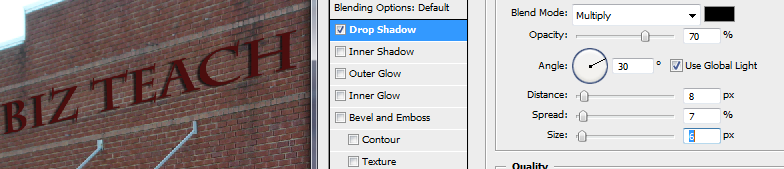 BIZ TEACH
Blending Options: Default
Drop Shadow
Inner Shadow
Outer Glow
Inner Glow
Bevel and Emboss
Contour
Texture
Blend Mode: Multiply
Opacity: 70 %
Angle: 30 ° Use Global Light
Distance: 8 px
Spread: 7 %
Size: 6 px
Quality